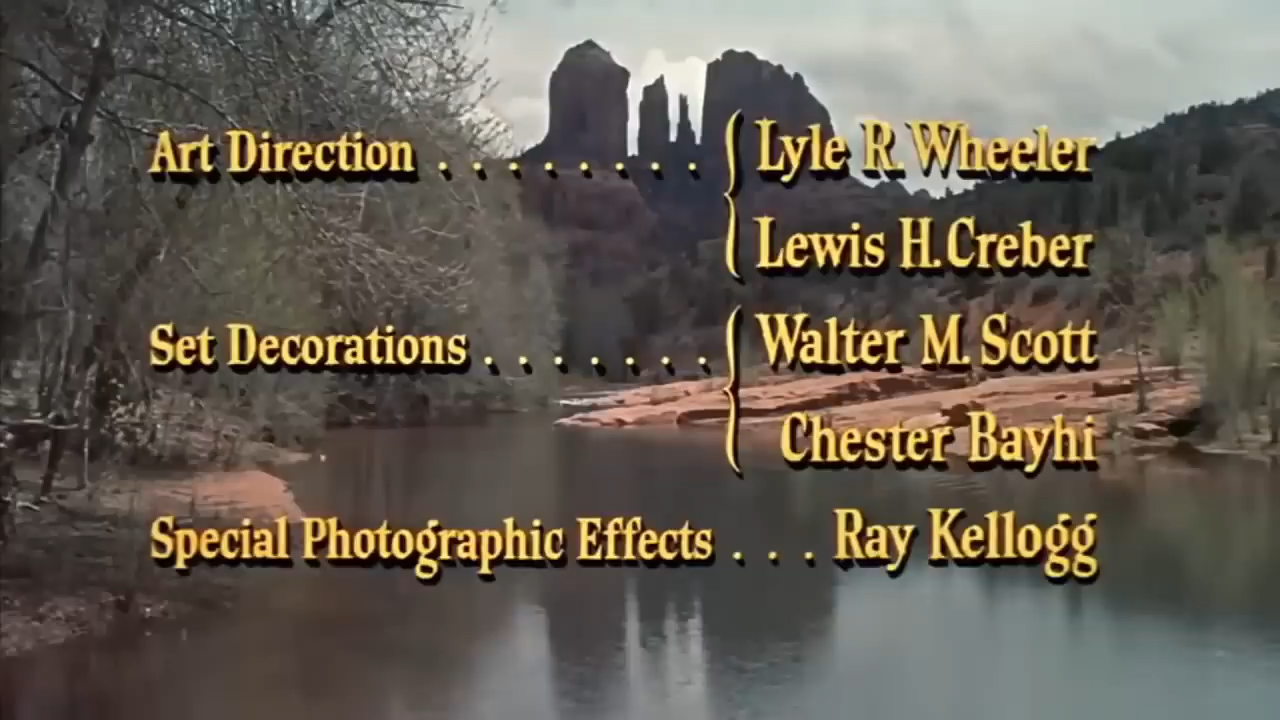 Art Direction . . . . . . . . { Lyle R. Wheeler
Lewis H. Creber
Set Decorations . . . . . . . { Walter M. Scott
Chester Bayhi
Special Photographic Effects . . . Ray Kellogg